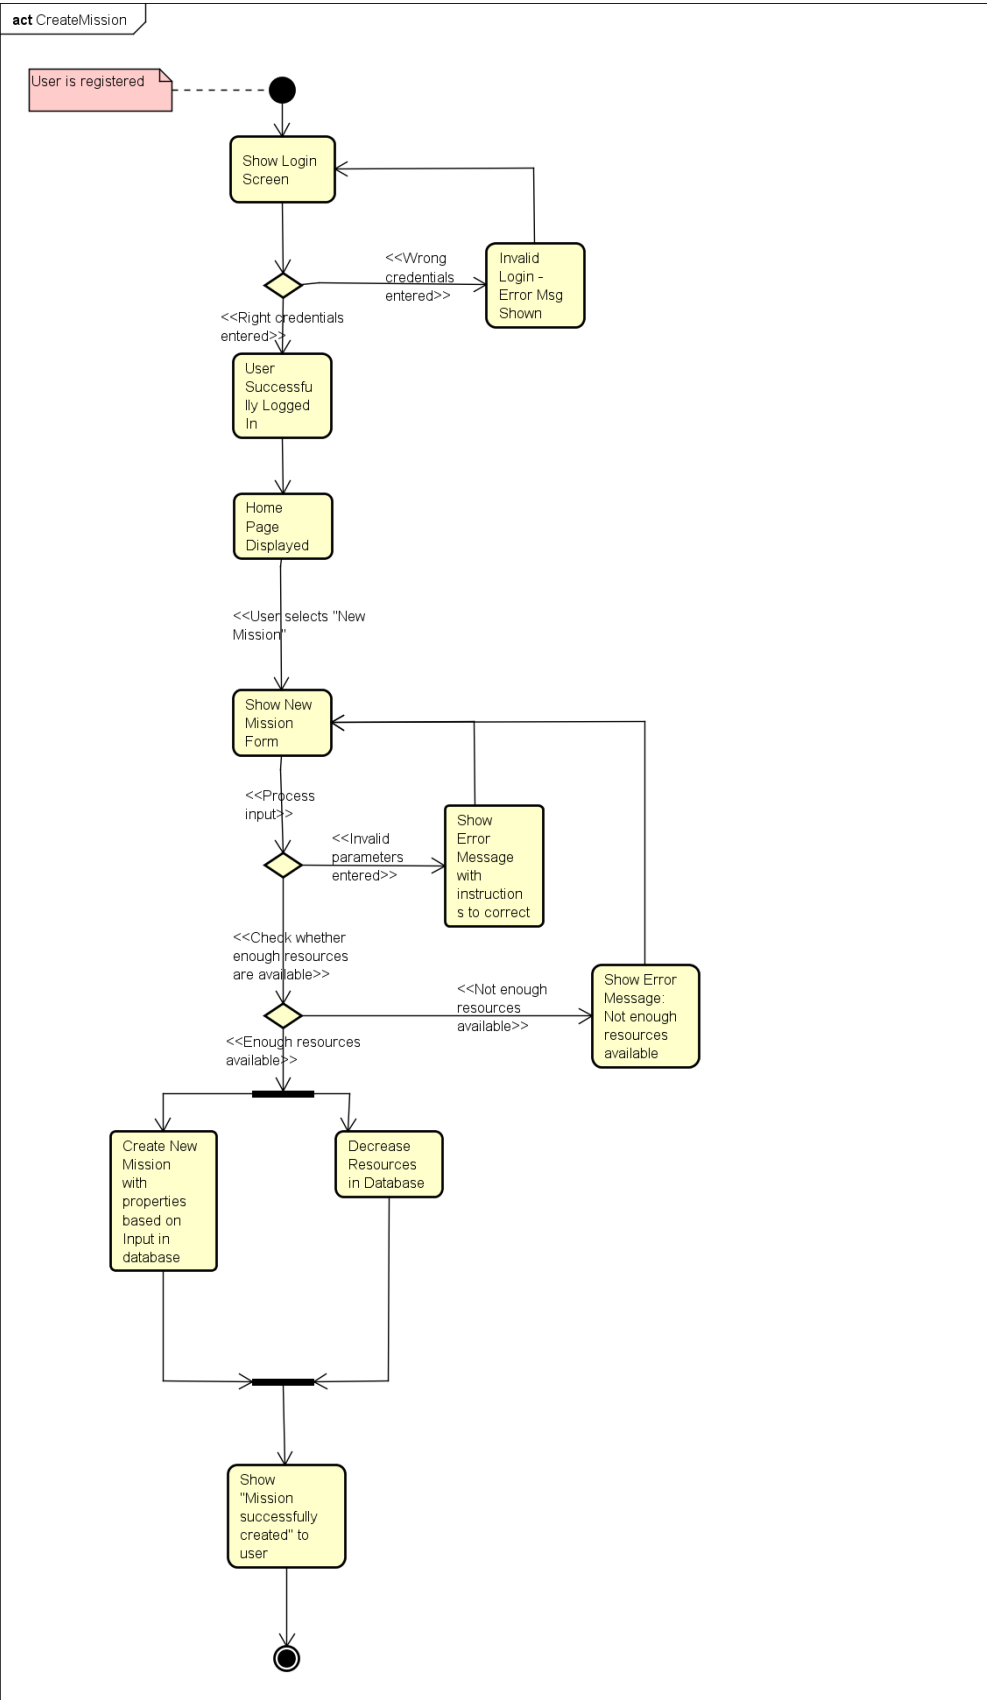 act CreateMission
User is registered
Show Login
Screen
<<Wrong
credentials
entered>>
Invalid
Login -
Error Msg
Shown
<<Right credentials
entered>>
User
Successfu
lly Logged
In
Home
Page
Displayed
<<User selects "New
Mission"
Show New
Mission
Form
<<Process
input>>
<<Invalid
parameters
entered>>
Show
Error
Message
with
instruction
s to correct
<<Check whether
enough resources
are available>>
<<Not enough
resources
available>>
Show Error
Message:
Not enough
resources
available
<<Enough resources
available>>
Create New
Mission
with
properties
based on
Input in
database
Decrease
Resources
in Database
Show
"Mission
successfully
created" to
user